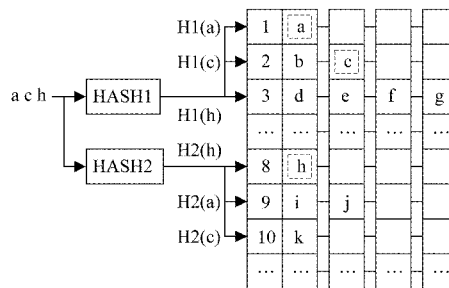 H1(a) 1 a
H1(c) 2 b c
a c h HASH1 3 d e f g
H1(h) ... ... ... ... ...
H2(h)
HASH2 8 h
H2(a) 9 i j
H2(c) 10 k
... ... ... ... ...